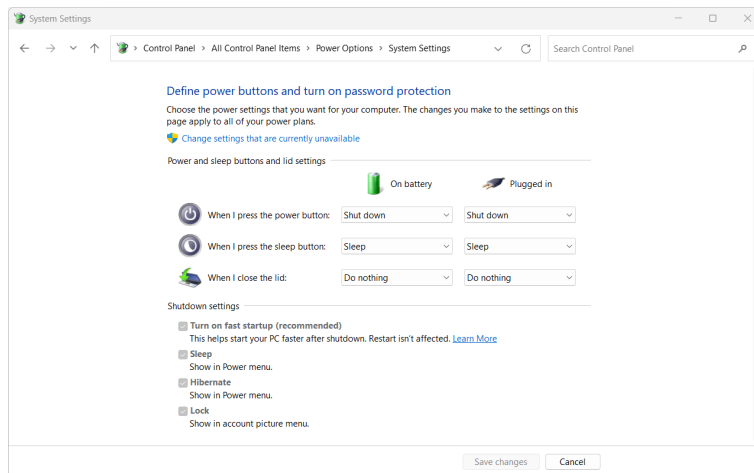 System Settings
Control Panel > All Control Panel Items > Power Options > System Settings
Search Control Panel
Define power buttons and turn on password protection
Choose the power settings that you want for your computer. The changes you make to the settings on this
page apply to all of your power plans.
Change settings that are currently unavailable
Power and sleep buttons and lid settings
On battery Plugged in
When I press the power button: Shut down Shut down
When I press the sleep button: Sleep Sleep
When I close the lid: Do nothing Do nothing
Shutdown settings
Turn on fast startup (recommended)
This helps start your PC faster after shutdown. Restart isn't affected. Learn More
Sleep
Show in Power menu.
Hibernate
Show in Power menu.
Lock
Show in account picture menu.
Save changes Cancel